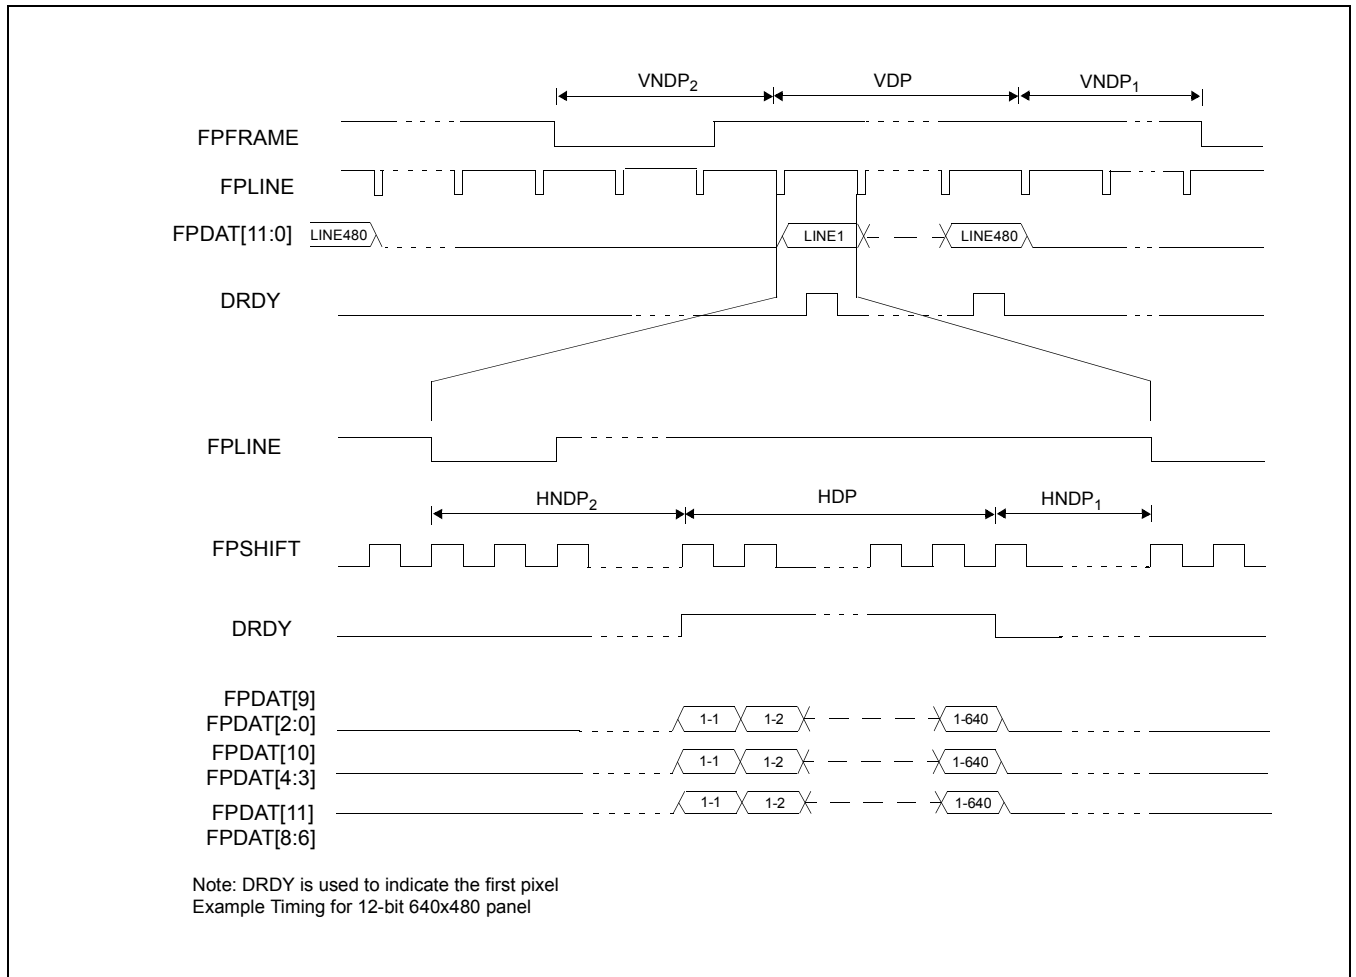 VNDP2 VDP VNDP1
FPFRAME
FPLINE
FPDAT[11:0] LINE480 LINE1 LINE480
DRDY
FPLINE
HNDP2 HDP HNDP1
FPSHIFT
DRDY
FPDAT[9]
FPDAT[2:0] 1-1 1-2 1-640
FPDAT[10]
FPDAT[4:3] 1-1 1-2 1-640
FPDAT[11] 1-1 1-2 1-640
FPDAT[8:6]
Note: DRDY is used to indicate the first pixel
Example Timing for 12-bit 640x480 panel